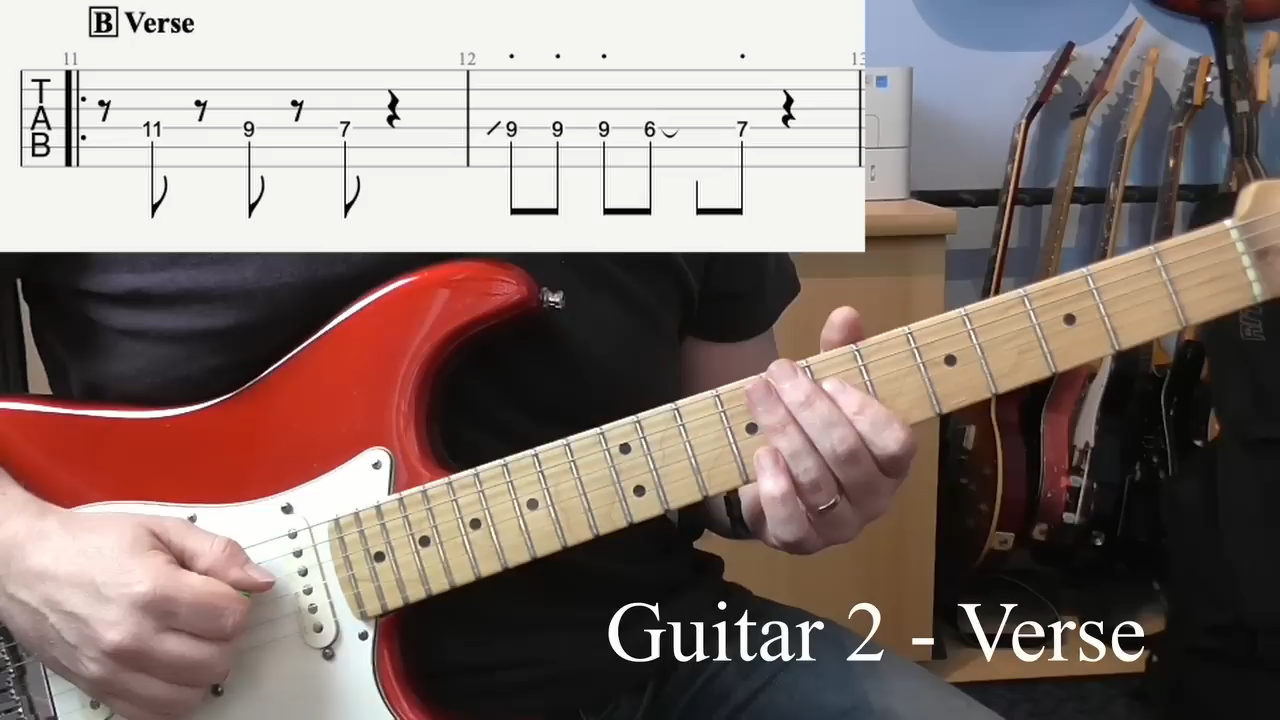 B Verse
11 12 13
T
A
B
11 9 7 9 9 9 6 7
Guitar 2 - Verse